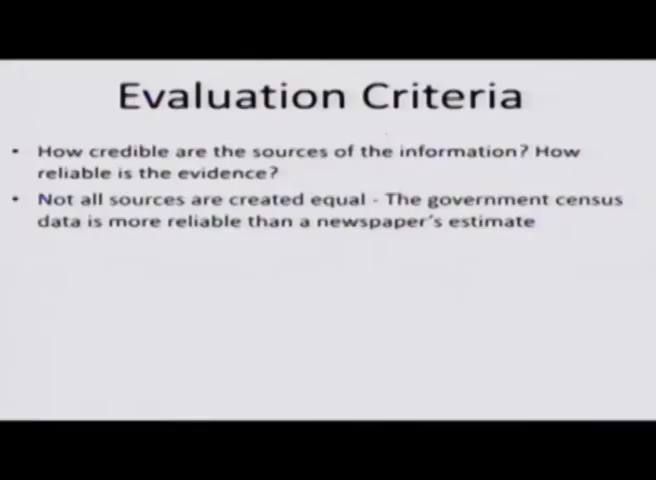 Evaluation Criteria
• How credible are the sources of the information? How
reliable is the evidence?
• Not all sources are created equal - The government census
data is more reliable than a newspaper's estimate